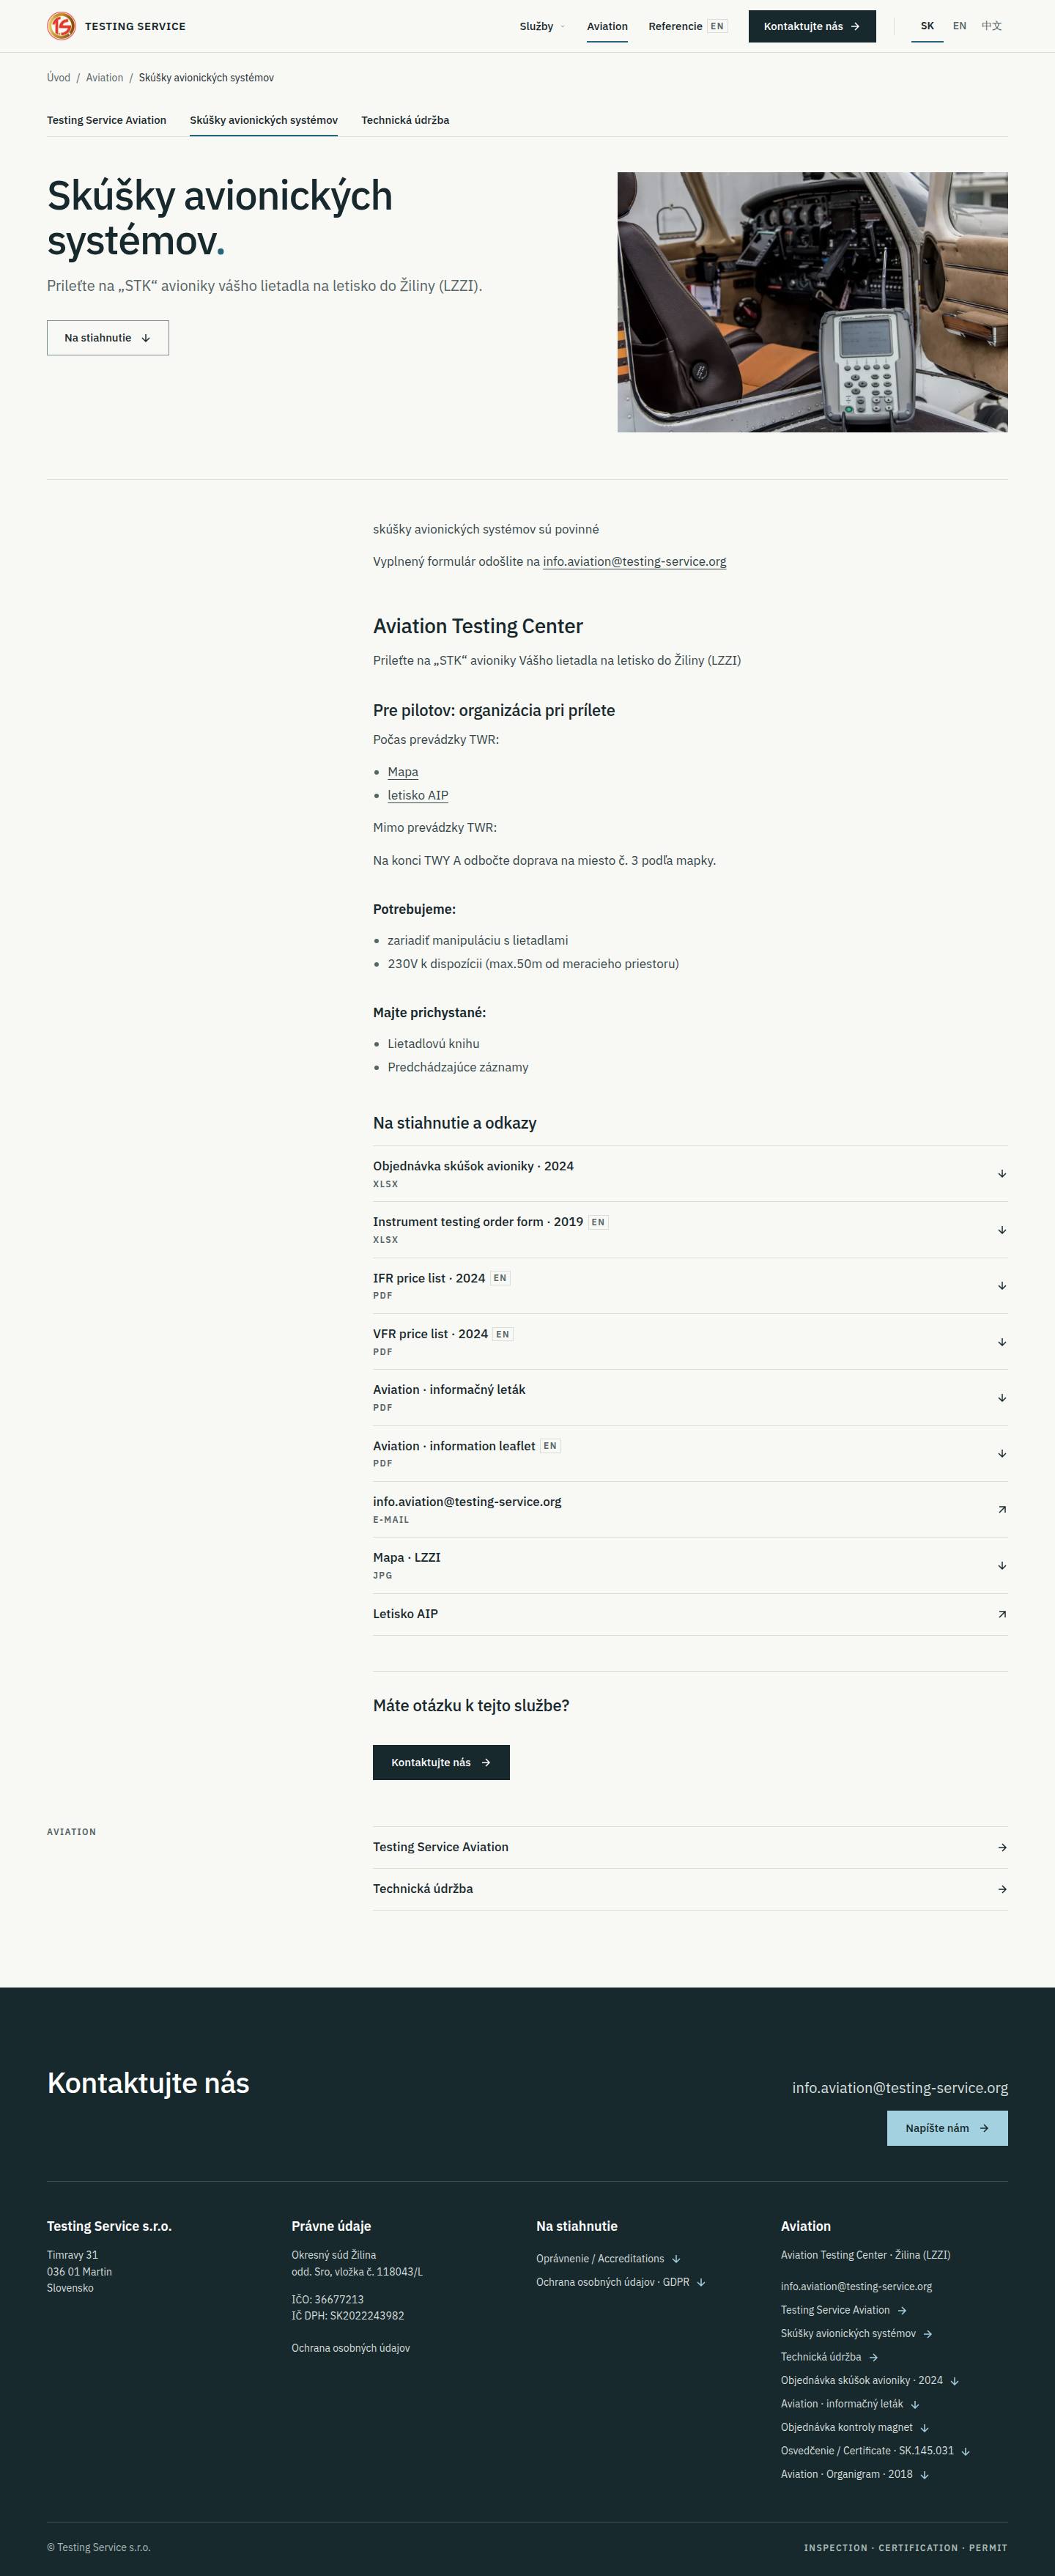 TESTING SERVICE
Služby
Aviation
Referencie EN
Kontaktujte nás
SK EN 中文
Úvod / Aviation / Skúšky avionických systémov
Testing Service Aviation
Skúšky avionických systémov
Technická údržba
Skúšky avionických
systémov.
Prileťte na „STK“ avioniky vášho lietadla na letisko do Žiliny (LZZI).
Na stiahnutie
skúšky avionických systémov sú povinné
Vyplnený formulár odošlite na info.aviation@testing-service.org
Aviation Testing Center
Prileťte na „STK“ avioniky Vášho lietadla na letisko do Žiliny (LZZI)
Pre pilotov: organizácia pri prílete
Počas prevádzky TWR:
Mapa
letisko AIP
Mimo prevádzky TWR:
Na konci TWY A odbočte doprava na miesto č. 3 podľa mapky.
Potrebujeme:
zariadiť manipuláciu s lietadlami
230V k dispozícii (max.50m od meracieho priestoru)
Majte prichystané:
Lietadlovú knihu
Predchádzajúce záznamy
Na stiahnutie a odkazy
Objednávka skúšok avioniky · 2024
XLSX
Instrument testing order form · 2019 EN
XLSX
IFR price list · 2024 EN
PDF
VFR price list · 2024 EN
PDF
Aviation · informačný leták
PDF
Aviation · information leaflet EN
PDF
info.aviation@testing-service.org
E-MAIL
Mapa · LZZI
JPG
Letisko AIP
Máte otázku k tejto službe?
Kontaktujte nás
AVIATION
Testing Service Aviation
Technická údržba
Kontaktujte nás
info.aviation@testing-service.org
Napíšte nám
Testing Service s.r.o.
Timravy 31
036 01 Martin
Slovensko
Právne údaje
Okresný súd Žilina
odd. Sro, vložka č. 118043/L
IČO: 36677213
IČ DPH: SK2022243982
Ochrana osobných údajov
Na stiahnutie
Oprávnenie / Accreditations
Ochrana osobných údajov · GDPR
Aviation
Aviation Testing Center · Žilina (LZZI)
info.aviation@testing-service.org
Testing Service Aviation
Skúšky avionických systémov
Technická údržba
Objednávka skúšok avioniky · 2024
Aviation · informačný leták
Objednávka kontroly magnet
Osvedčenie / Certificate · SK.145.031
Aviation · Organigram · 2018
© Testing Service s.r.o.
INSPECTION · CERTIFICATION · PERMIT